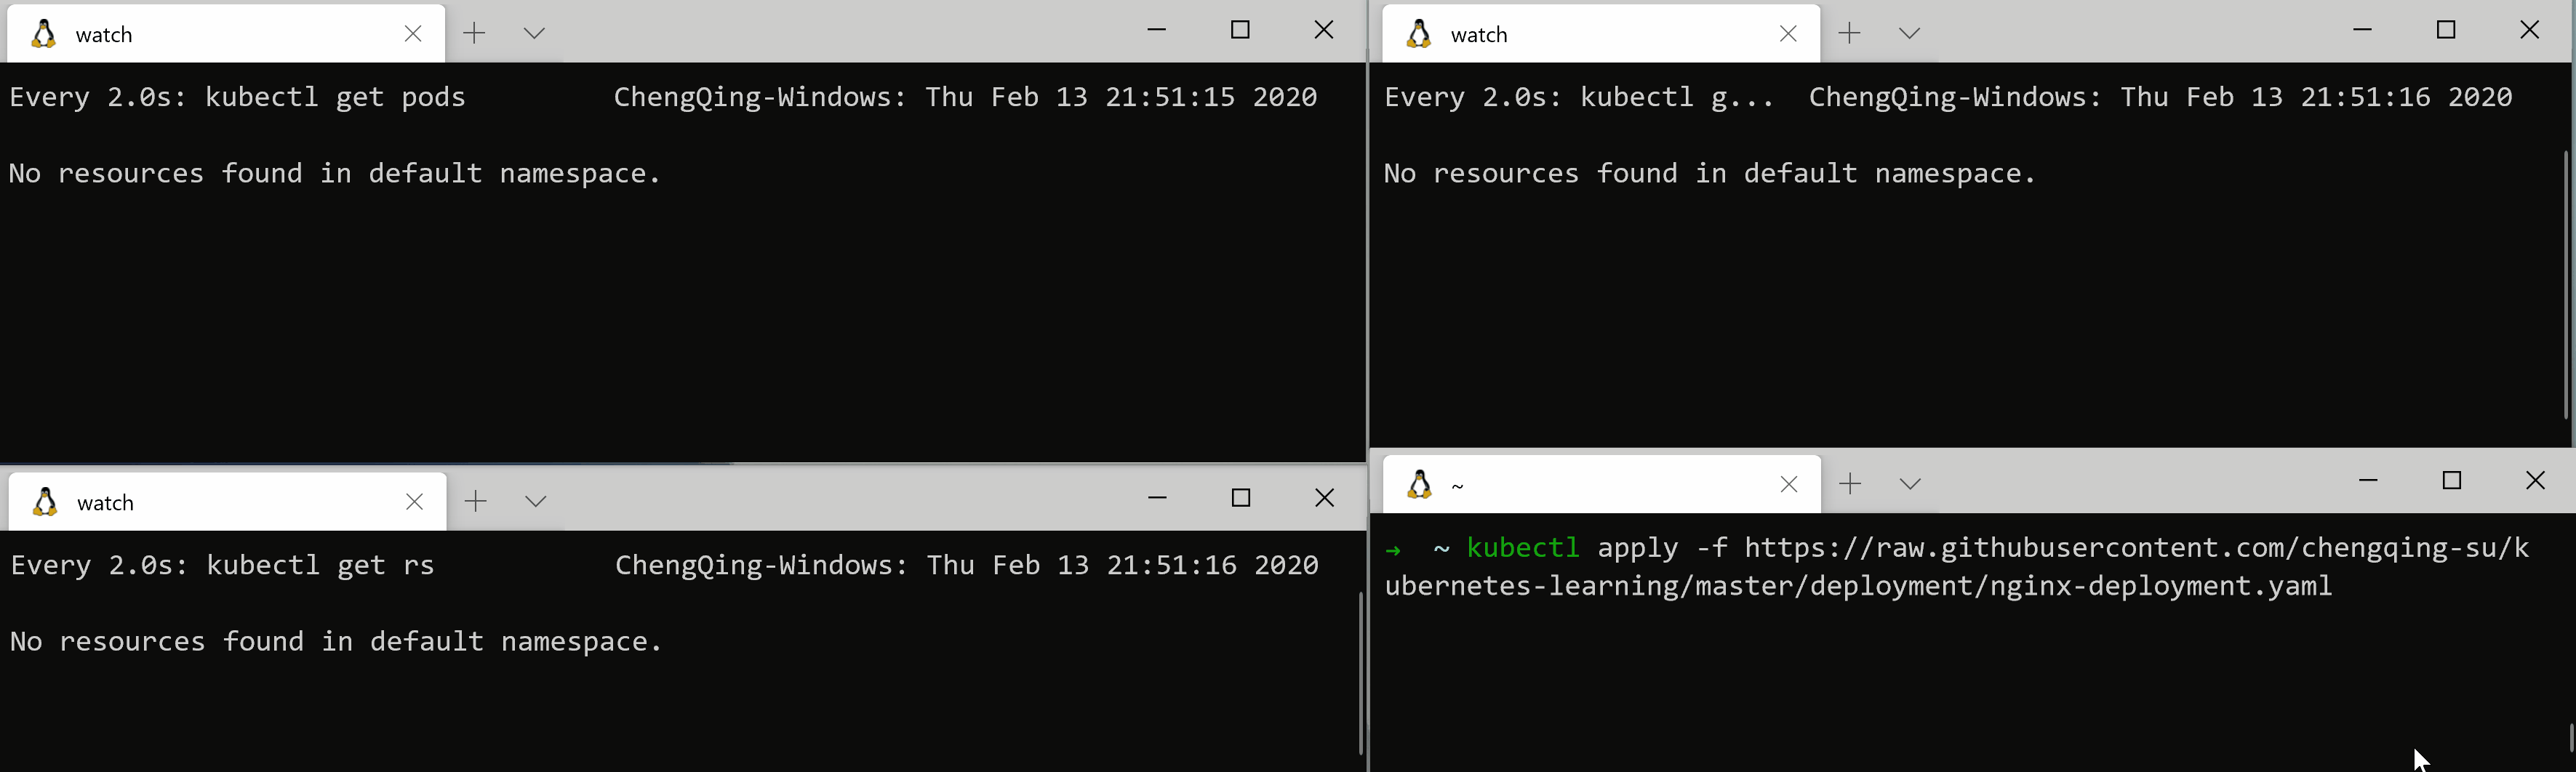 watch
Every 2.0s: kubectl get pods ChengQing-Windows: Thu Feb 13 21:51:15 2020
No resources found in default namespace.
watch
Every 2.0s: kubectl g... ChengQing-Windows: Thu Feb 13 21:51:16 2020
No resources found in default namespace.
watch
Every 2.0s: kubectl get rs ChengQing-Windows: Thu Feb 13 21:51:16 2020
No resources found in default namespace.
~
→ ~ kubectl apply -f https://raw.githubusercontent.com/chengqing-su/k
ubernetes-learning/master/deployment/nginx-deployment.yaml